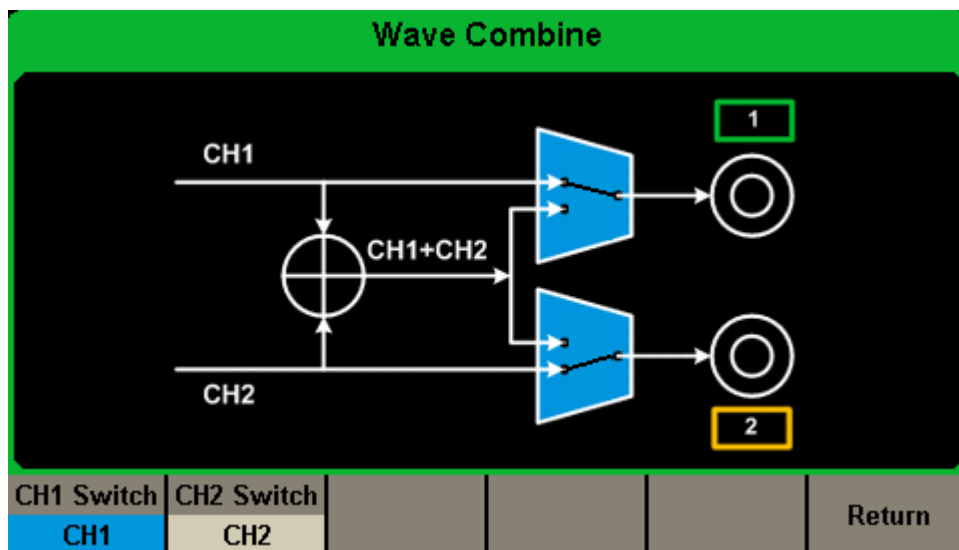 Wave Combine
1
CH1
CH1+CH2
CH2
2
CH1 Switch
CH2 Switch
CH1
CH2
Return